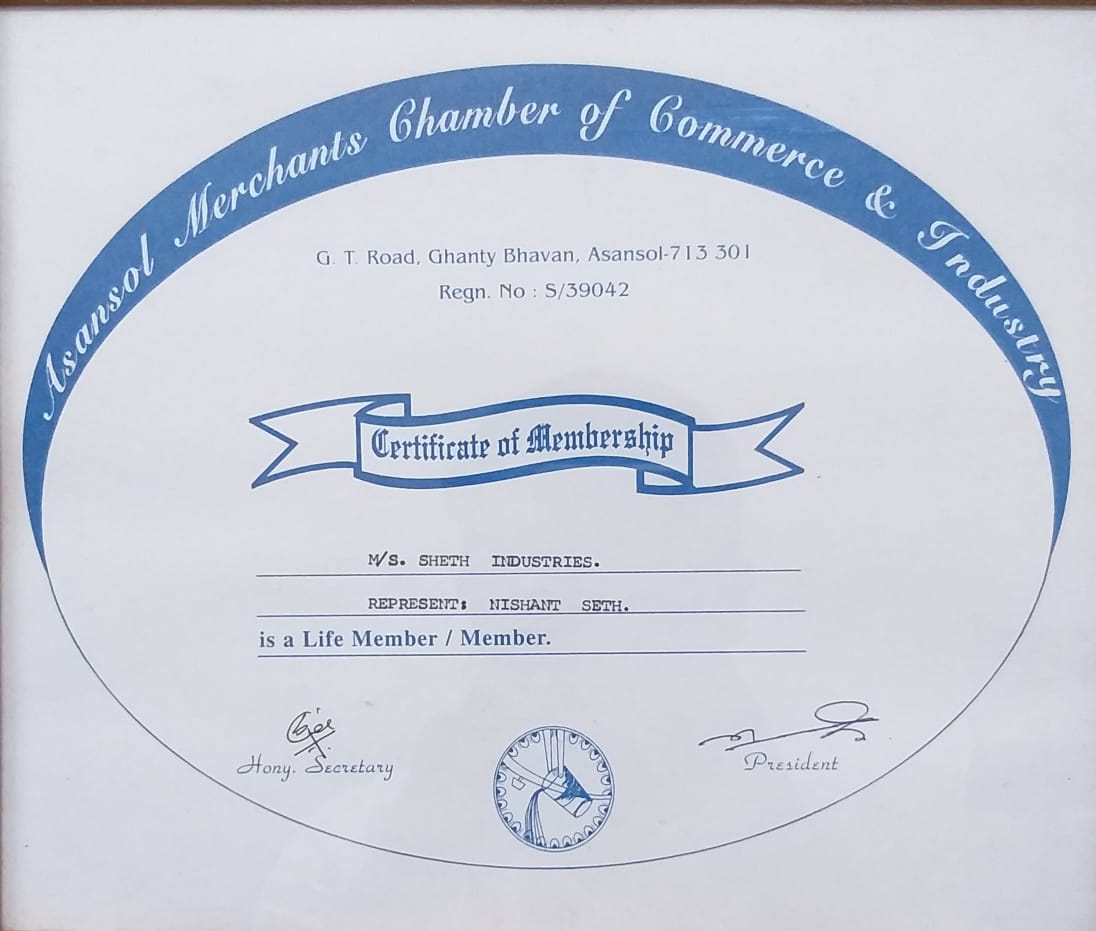 Asansol Merchants Chamber of Commerce & Industry
G. T. Road, Ghanty Bhavan, Asansol-713 301
Regn. No : S/39042
Certificate of Membership
M/S. SHETH INDUSTRIES.
REPRESENT: NISHANT SETH.
is a Life Member / Member.
Hony. Secretary
President